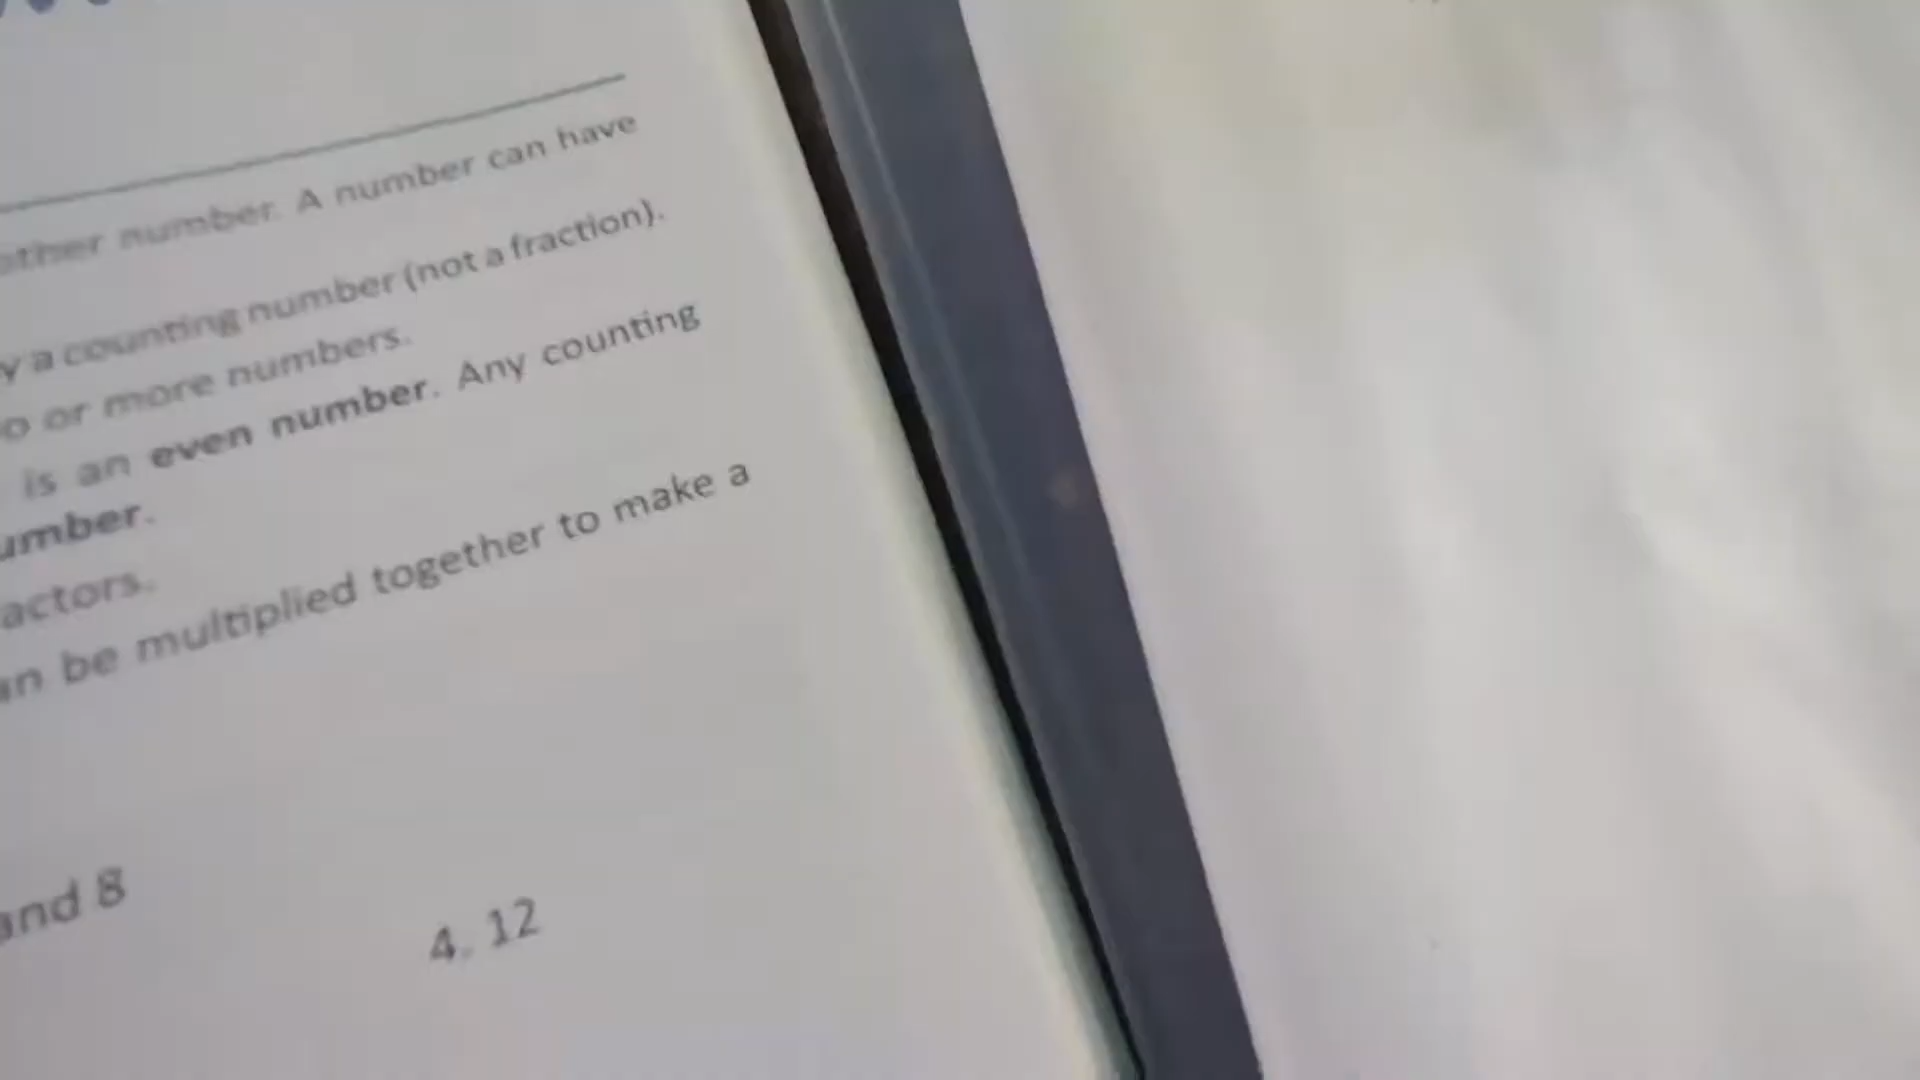 other number. A number can have
y a counting number (not a fraction).
o or more numbers.
is an even number. Any counting
umber.
actors.
an be multiplied together to make a
and 8
4. 12